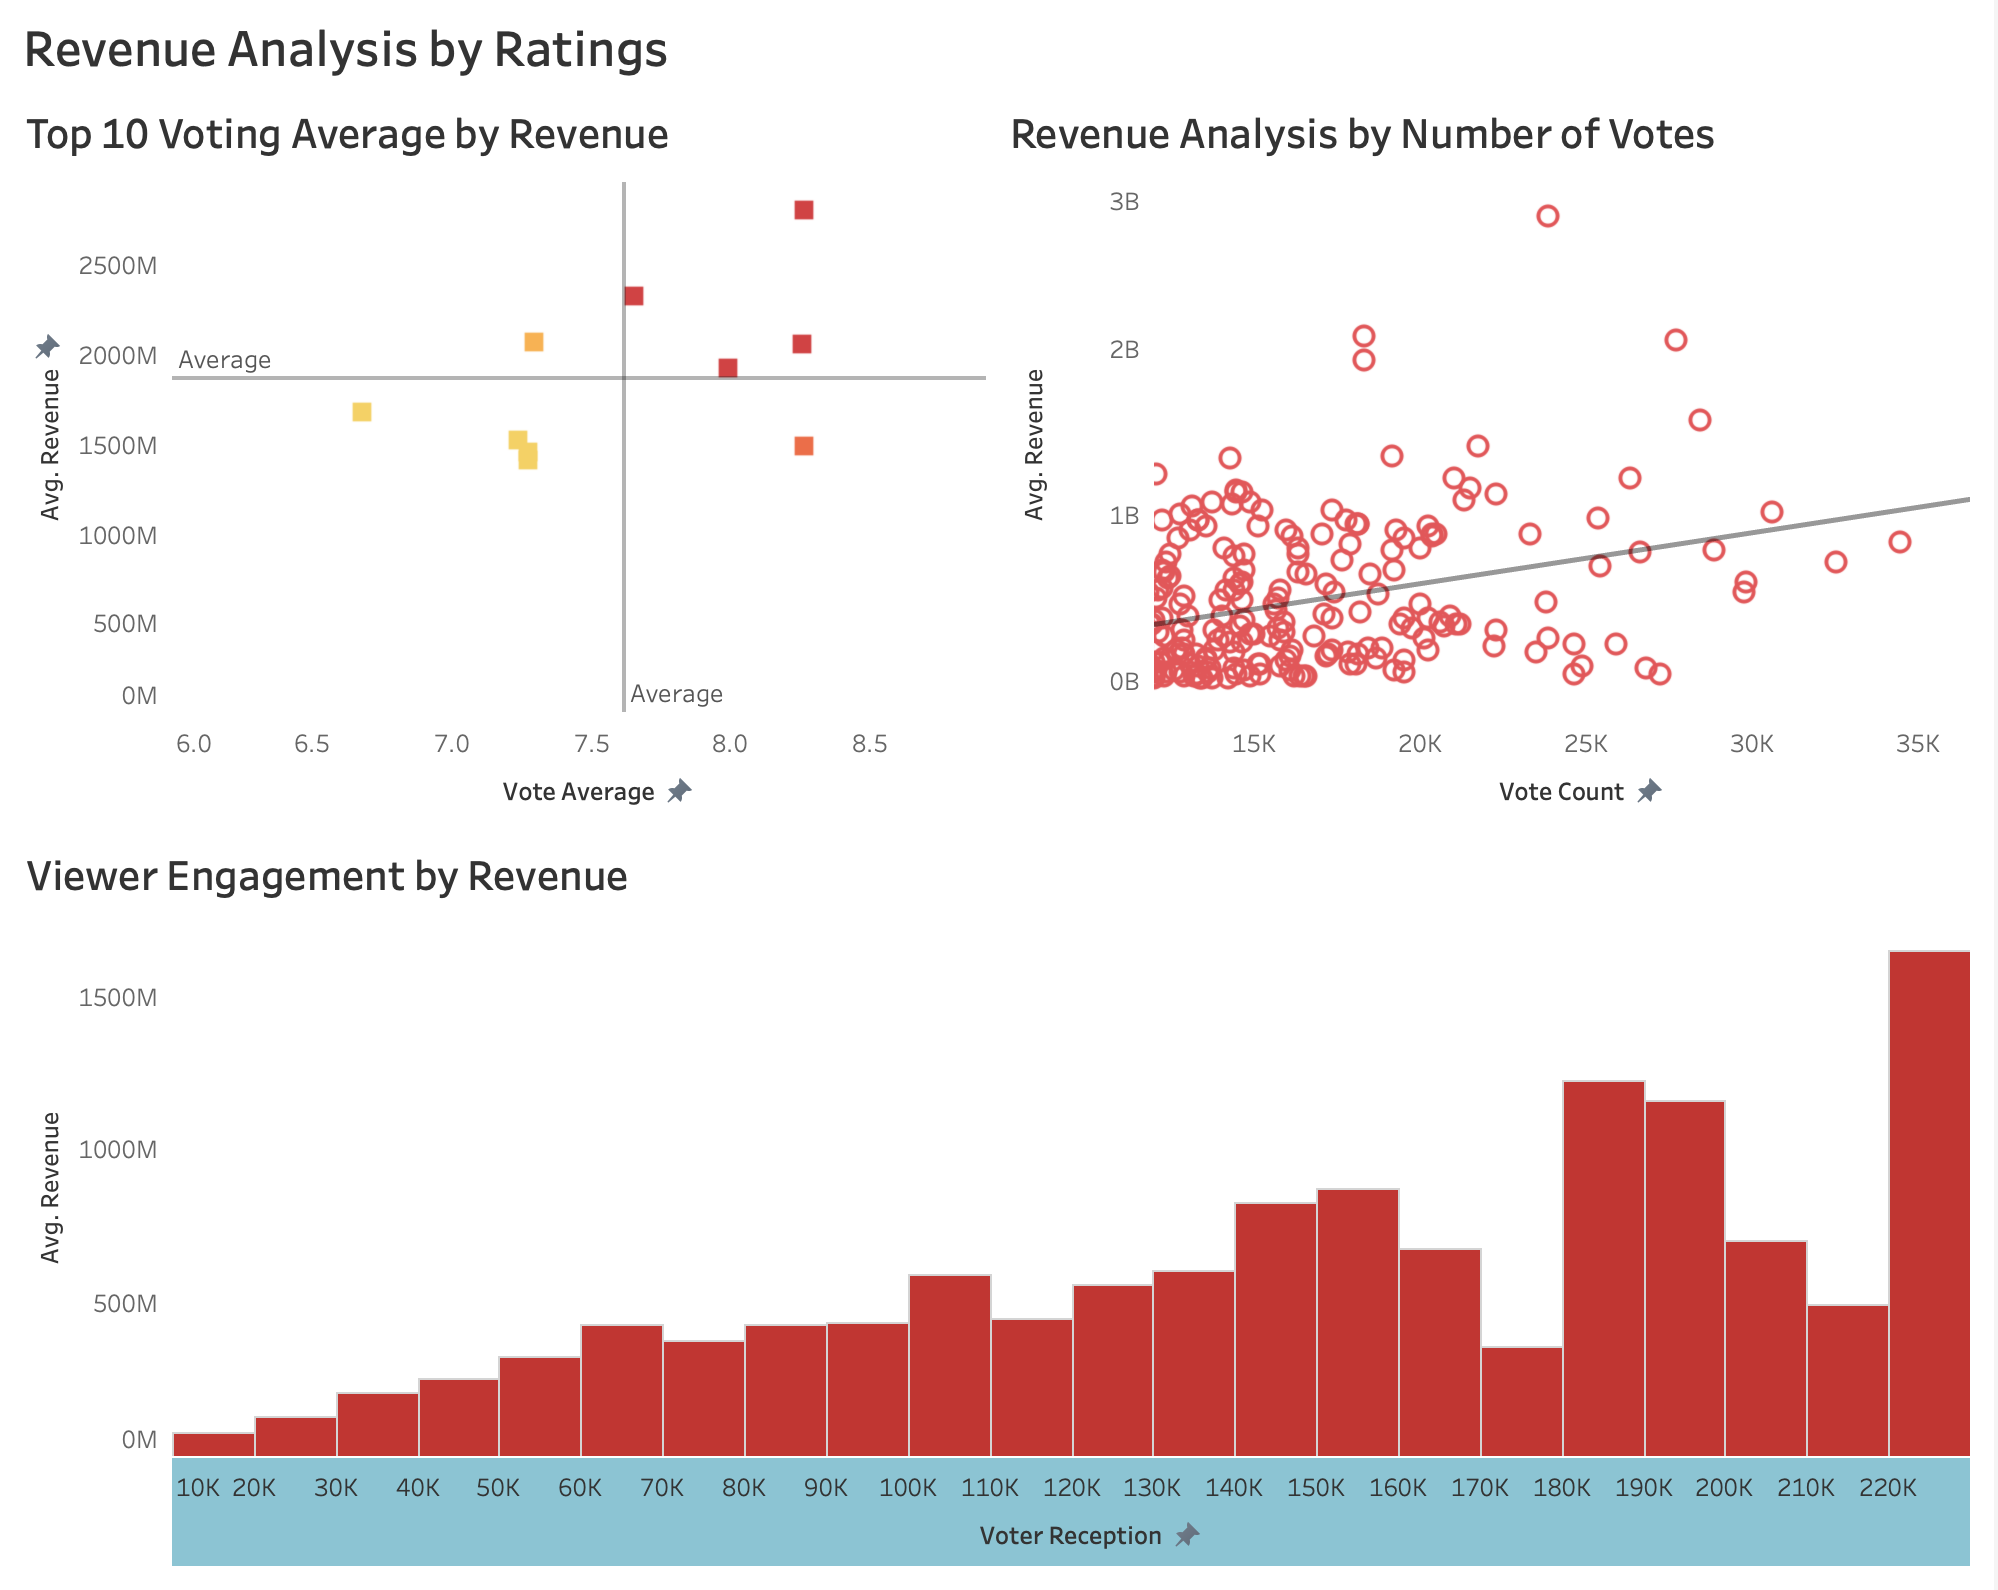 Revenue Analysis by Ratings
Top 10 Voting Average by Revenue
2500M
2000M
1500M
1000M
500M
0M
Avg. Revenue
Average
Average
6.0 6.5 7.0 7.5 8.0 8.5
Vote Average
Revenue Analysis by Number of Votes
3B
2B
1B
0B
Avg. Revenue
15K 20K 25K 30K 35K
Vote Count
Viewer Engagement by Revenue
1500M
1000M
500M
0M
Avg. Revenue
10K 20K 30K 40K 50K 60K 70K 80K 90K 100K 110K 120K 130K 140K 150K 160K 170K 180K 190K 200K 210K 220K
Voter Reception